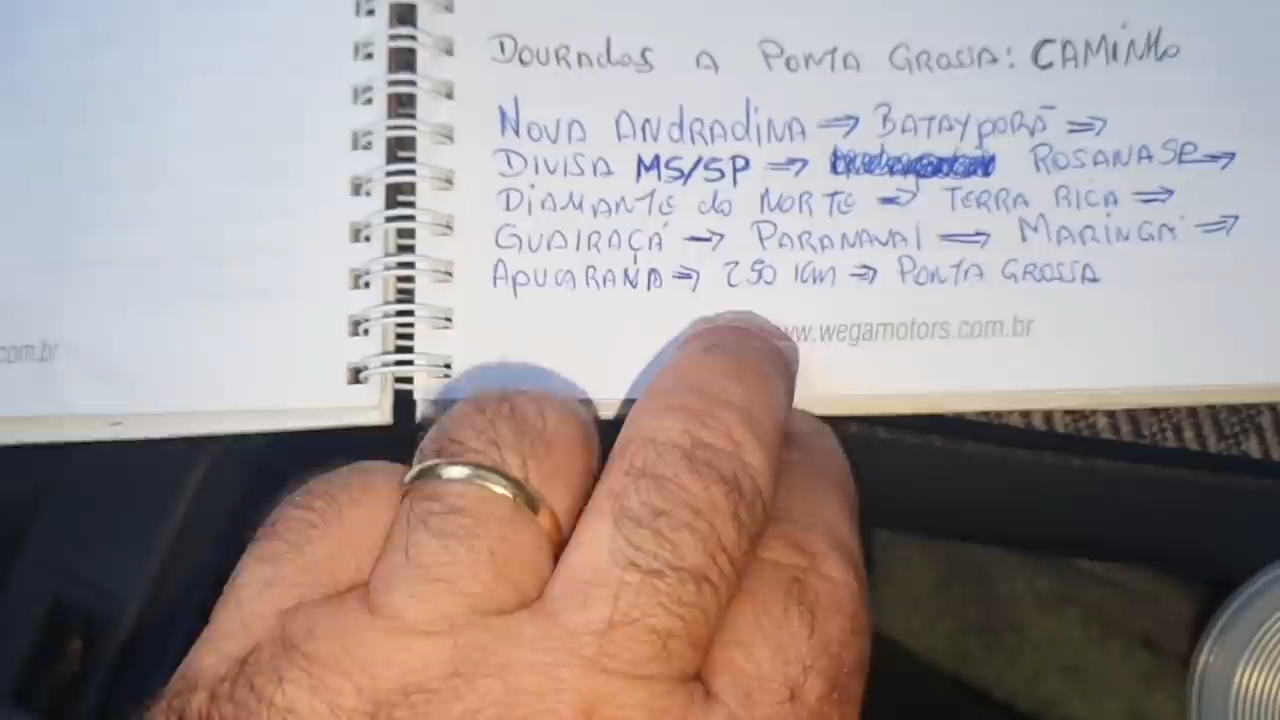 DOURADOS A PONTA GROSSA: CAMINHO
NOVA ANDRADINA ⇒ BATAYPORÃ ⇒
DIVISA MS/SP ⇒ ROSANA SP ⇒
DIAMANTE do NORTE ⇒ TERRA RICA ⇒
GUAIRAÇÁ → PARANAVAÍ ⇒ MARINGÁ ⇒
APUCARANA ⇒ 250 Km ⇒ PONTA GROSSA
ww.wegamotors.com.br
com.br